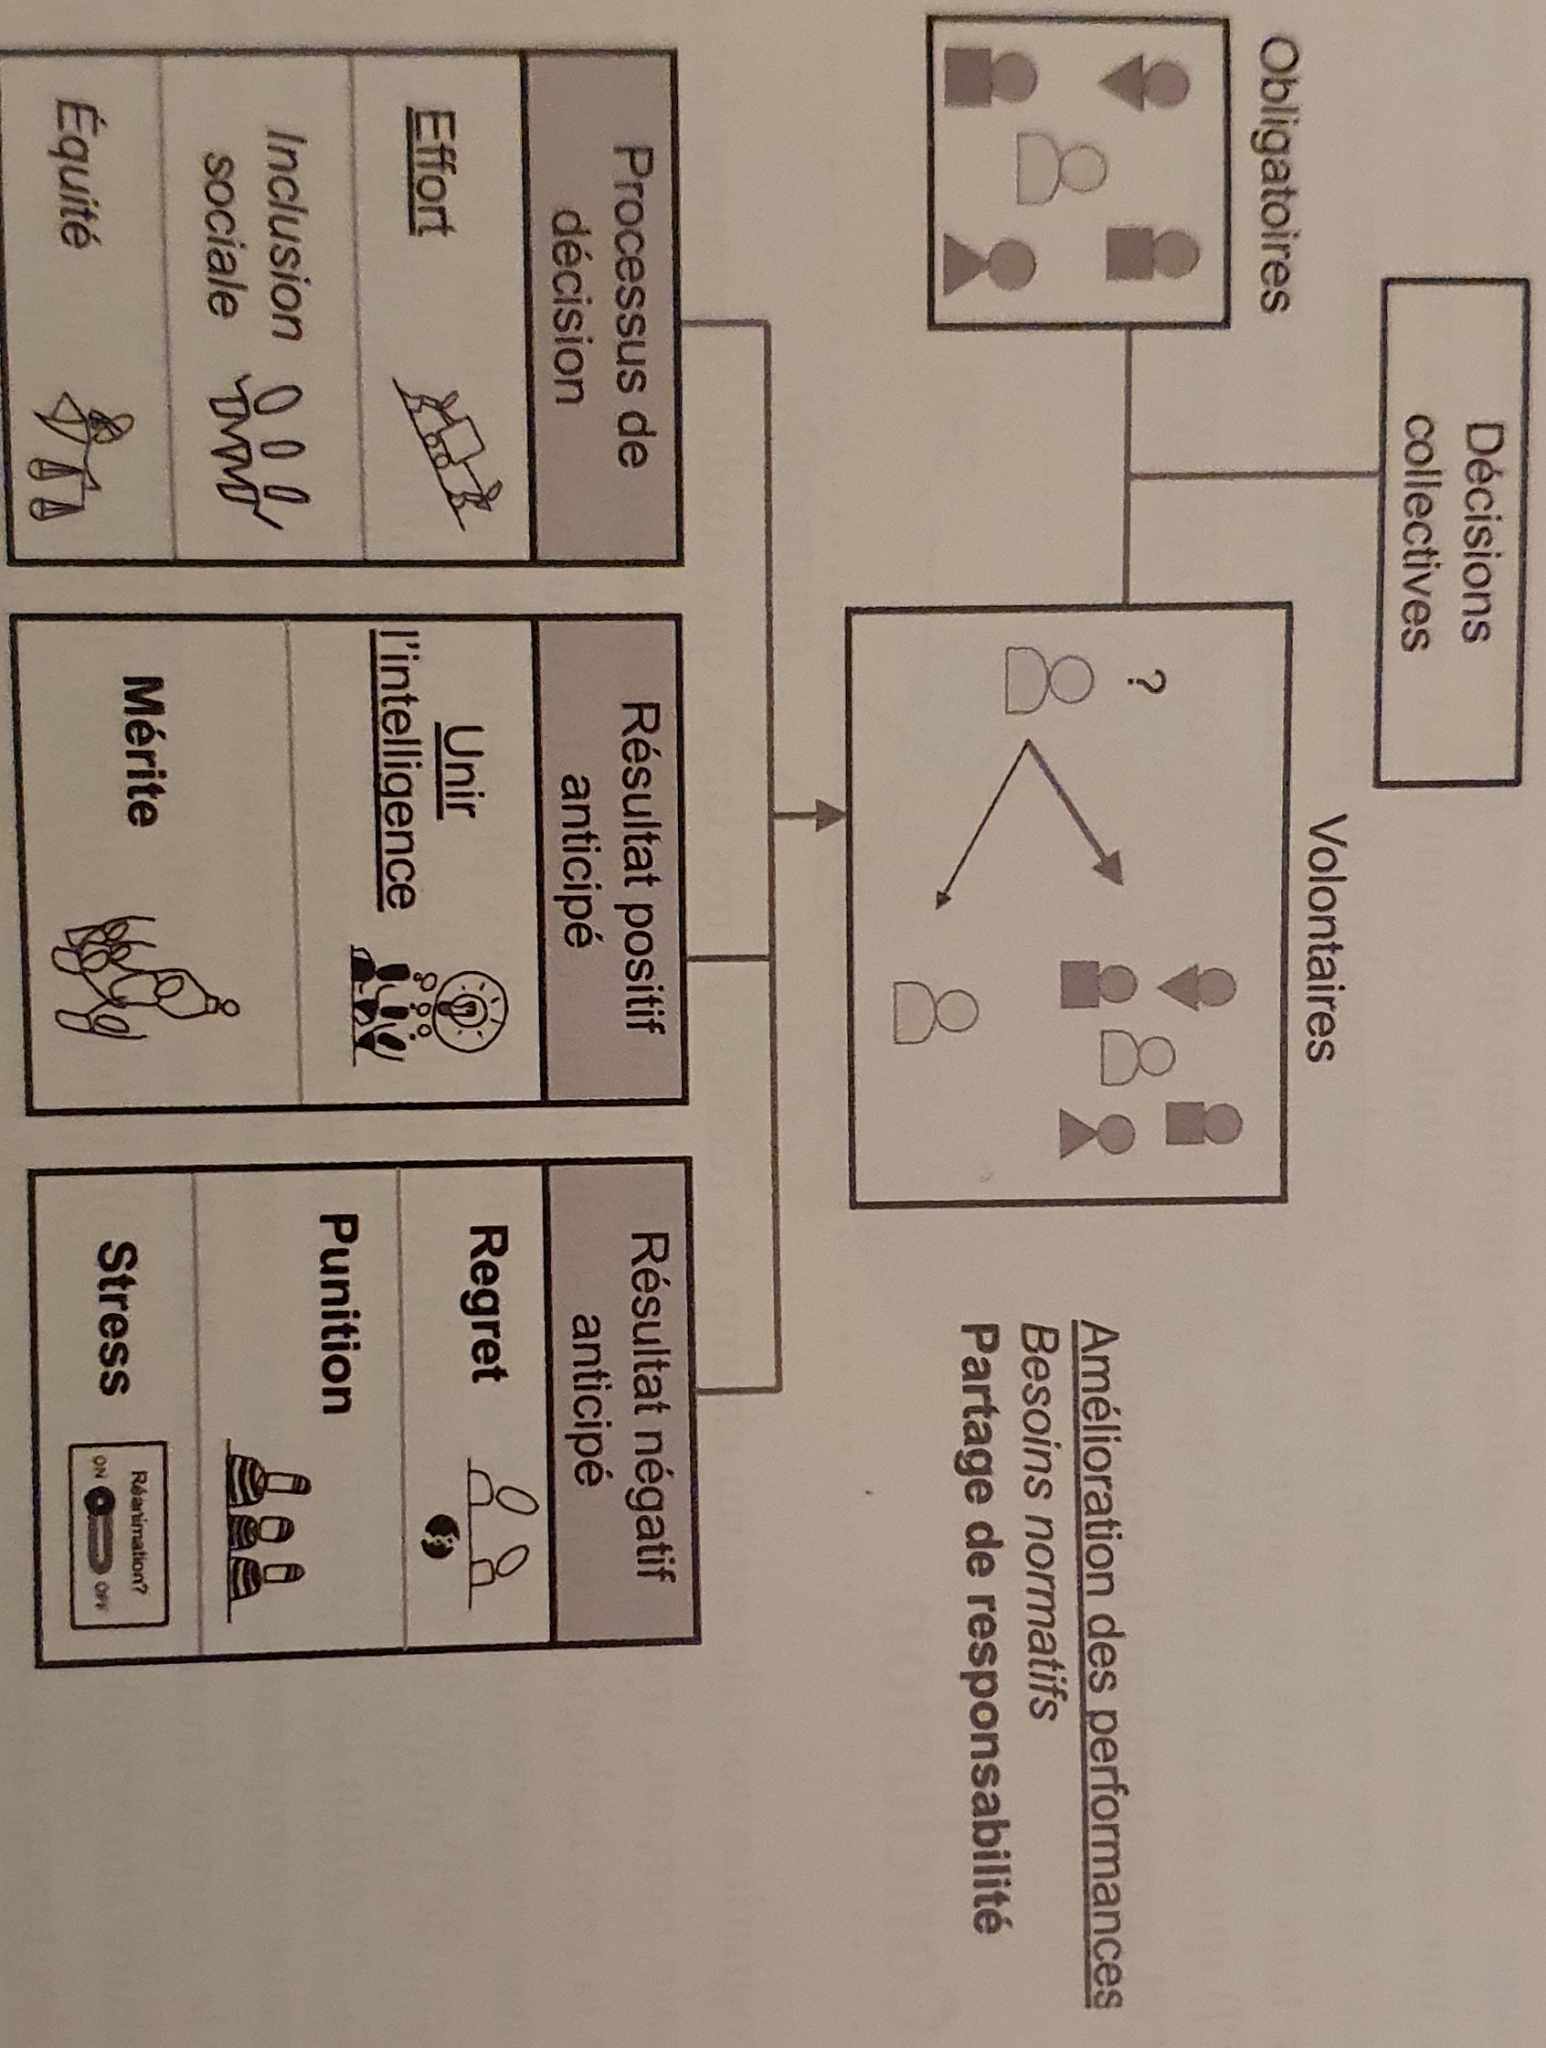 Décisions
collectives
Obligatoires
Volontaires
?
Amélioration des performances
Besoins normatifs
Partage de responsabilité
Processus de
décision
Effort
Inclusion
sociale
Équité
Résultat positif
anticipé
Unir
l'intelligence
Mérite
Résultat négatif
anticipé
Regret
Punition
Stress
Réanimation?
ON OFF